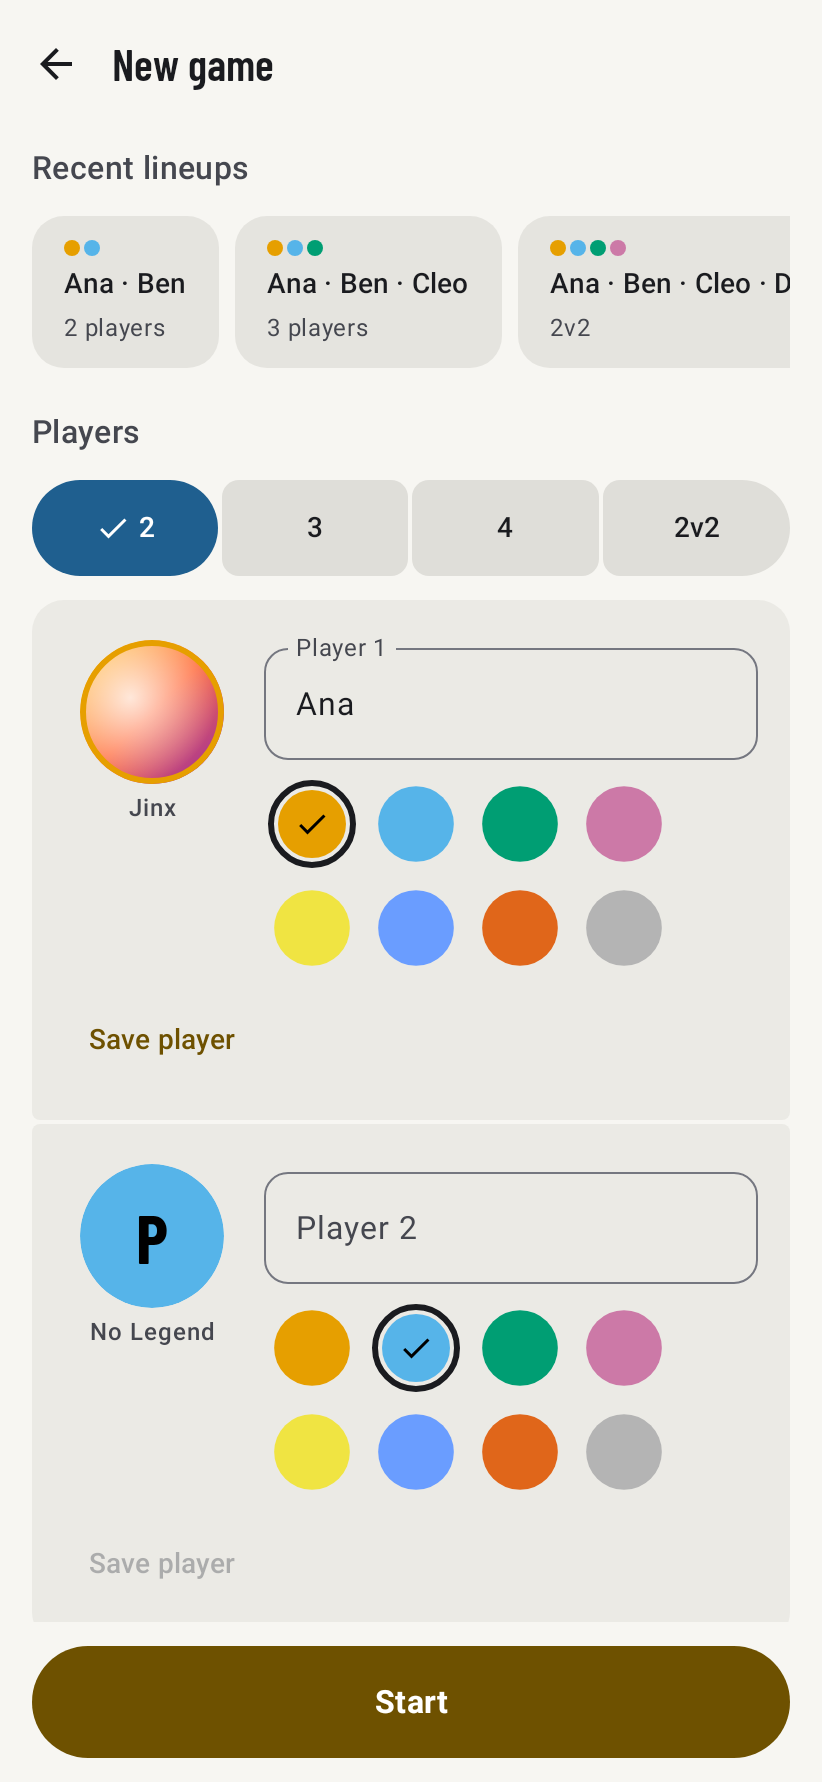 New game
Recent lineups
Ana · Ben
2 players
Ana · Ben · Cleo
3 players
Ana · Ben · Cleo · D
2v2
Players
2
3
4
2v2
Player 1
Ana
Jinx
Save player
P
Player 2
No Legend
Save player
Start